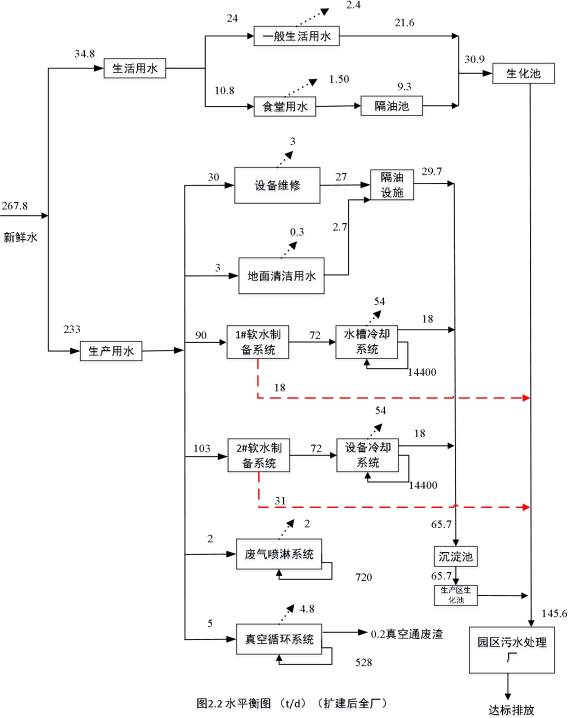 2.4
24
一般生活用水
21.6
34.8
生活用水
30.9
生化池
10.8
1.50
食堂用水
9.3
隔油池
3
30
设备维修
27
隔油
设施
29.7
267.8
新鲜水
0.3
2.7
3
地面清洁用水
233
生产用水
54
90
1#软水制
备系统
72
水槽冷却
系统
18
14400
18
54
103
2#软水制
备系统
72
设备冷却
系统
18
14400
31
65.7
2
2
废气喷淋系统
720
沉淀池
65.7
生产区生
化池
4.8
5
真空循环系统
0.2真空通废渣
528
145.6
园区污水处理
厂
达标排放
图2.2 水平衡图 （t/d）（扩建后全厂）